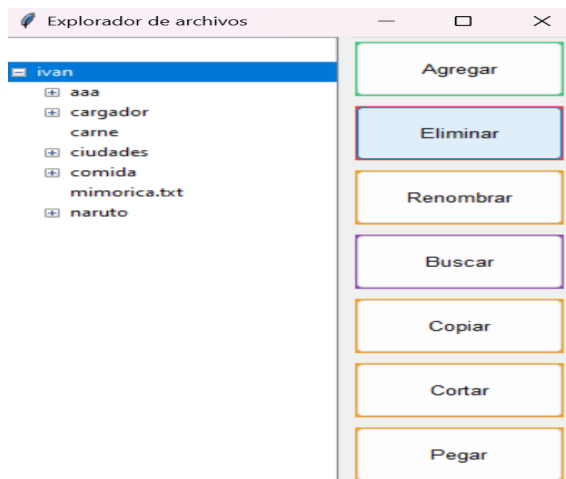 Explorador de archivos
ivan
aaa
cargador
carne
ciudades
comida
mimorica.txt
naruto
Agregar
Eliminar
Renombrar
Buscar
Copiar
Cortar
Pegar